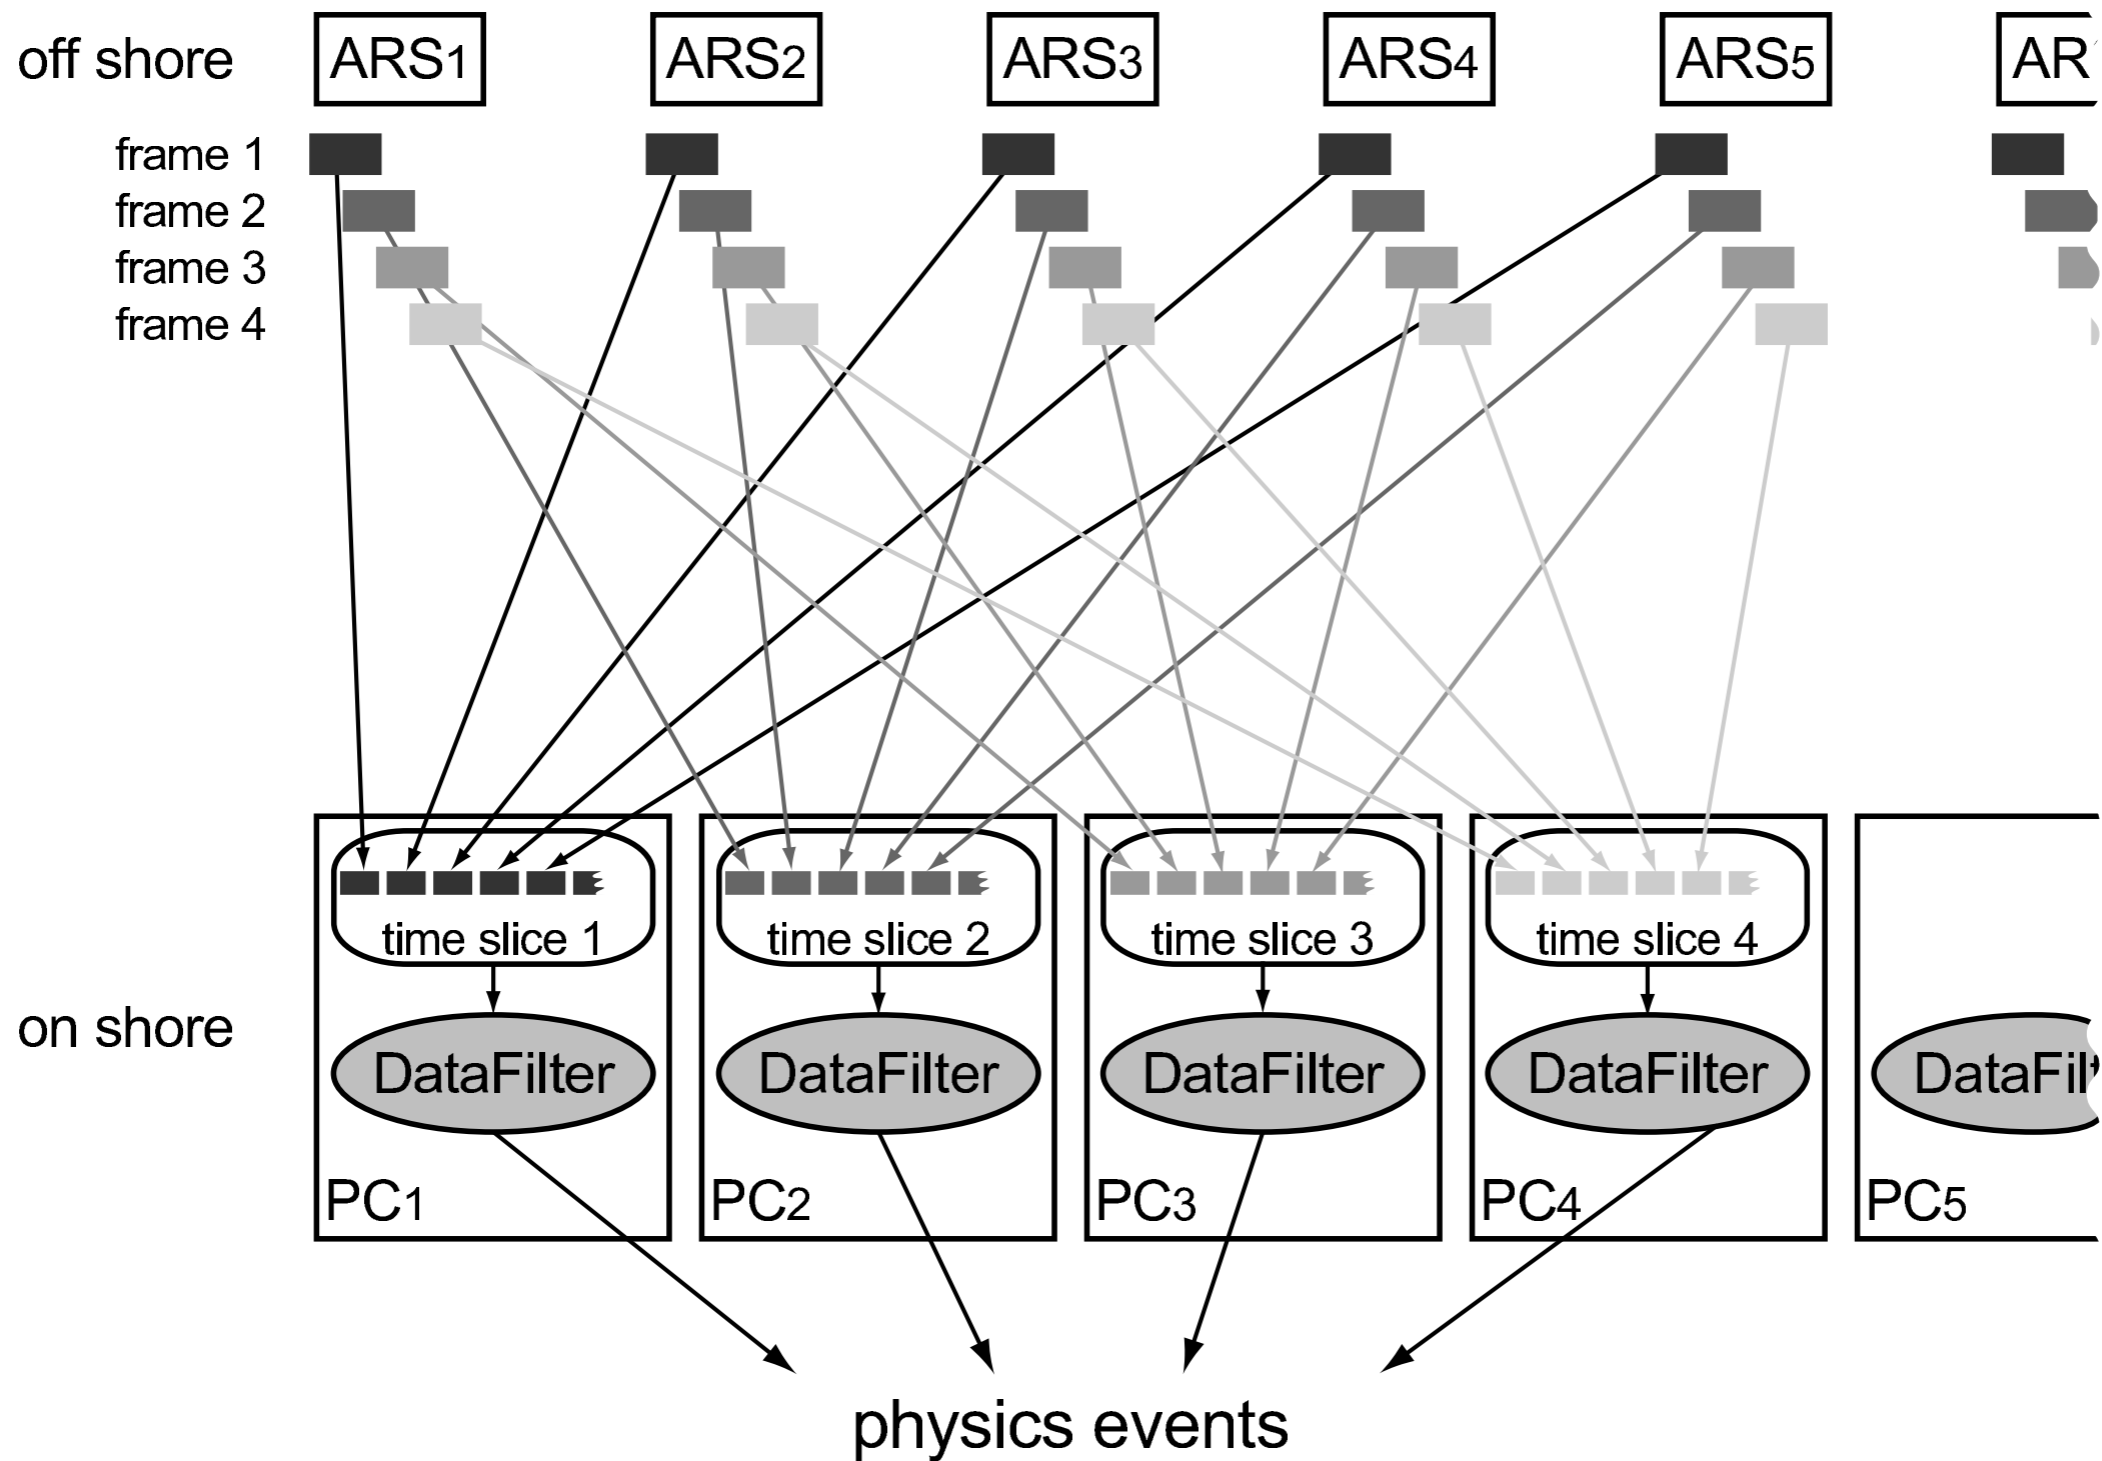 off shore ARS1 ARS2 ARS3 ARS4 ARS5 AR
frame 1
frame 2
frame 3
frame 4
time slice 1 time slice 2 time slice 3 time slice 4
on shore
DataFilter DataFilter DataFilter DataFilter DataFilt
PC1 PC2 PC3 PC4 PC5
physics events